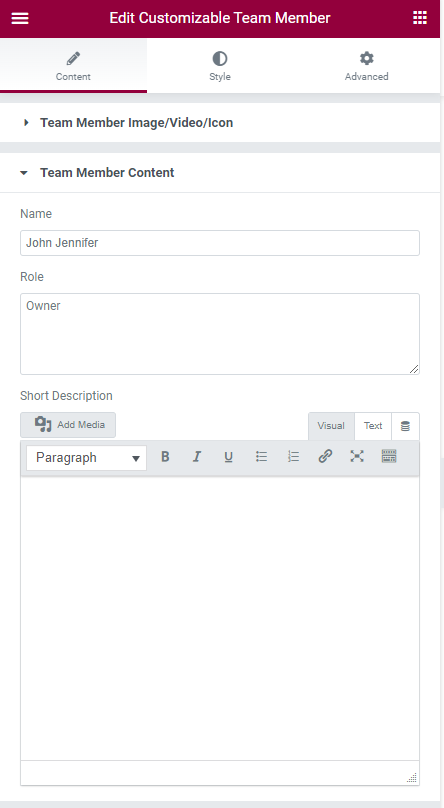 Edit Customizable Team Member
Content
Style
Advanced
Team Member Image/Video/Icon
Team Member Content
Name
John Jennifer
Role
Owner
Short Description
Add Media
Visual Text
Paragraph B I U